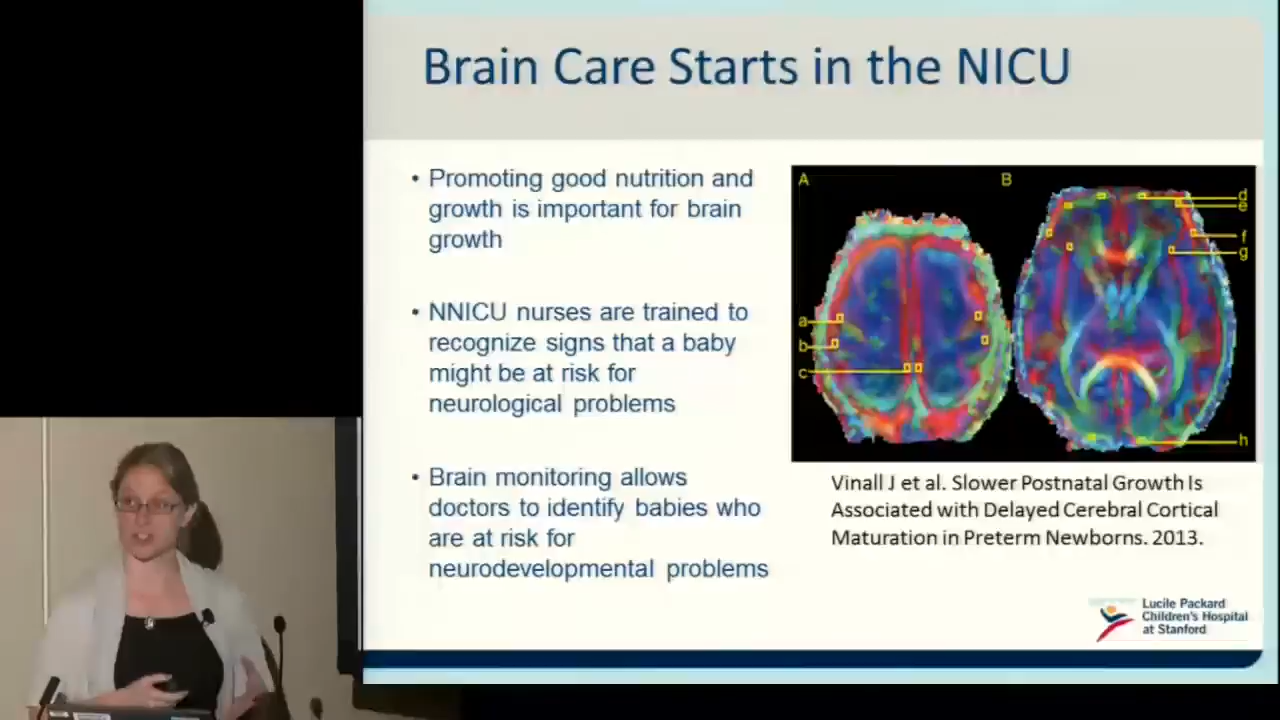 Brain Care Starts in the NICU
• Promoting good nutrition and
growth is important for brain
growth
• NNICU nurses are trained to
recognize signs that a baby
might be at risk for
neurological problems
• Brain monitoring allows
doctors to identify babies who
are at risk for
neurodevelopmental problems
A
B
a
b
c
d
e
f
g
h
Vinall J et al. Slower Postnatal Growth Is
Associated with Delayed Cerebral Cortical
Maturation in Preterm Newborns. 2013.
Lucile Packard
Children's Hospital
at Stanford